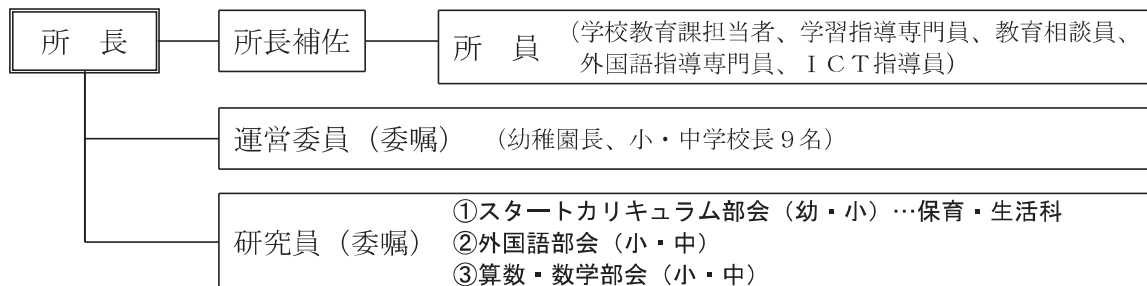 所　長
所長補佐
所　員　（学校教育課担当者、学習指導専門員、教育相談員、
外国語指導専門員、ＩＣＴ指導員）
運営委員（委嘱）　（幼稚園長、小・中学校長９名）
研究員（委嘱）
①スタートカリキュラム部会（幼・小）…保育・生活科
②外国語部会（小・中）
③算数・数学部会（小・中）